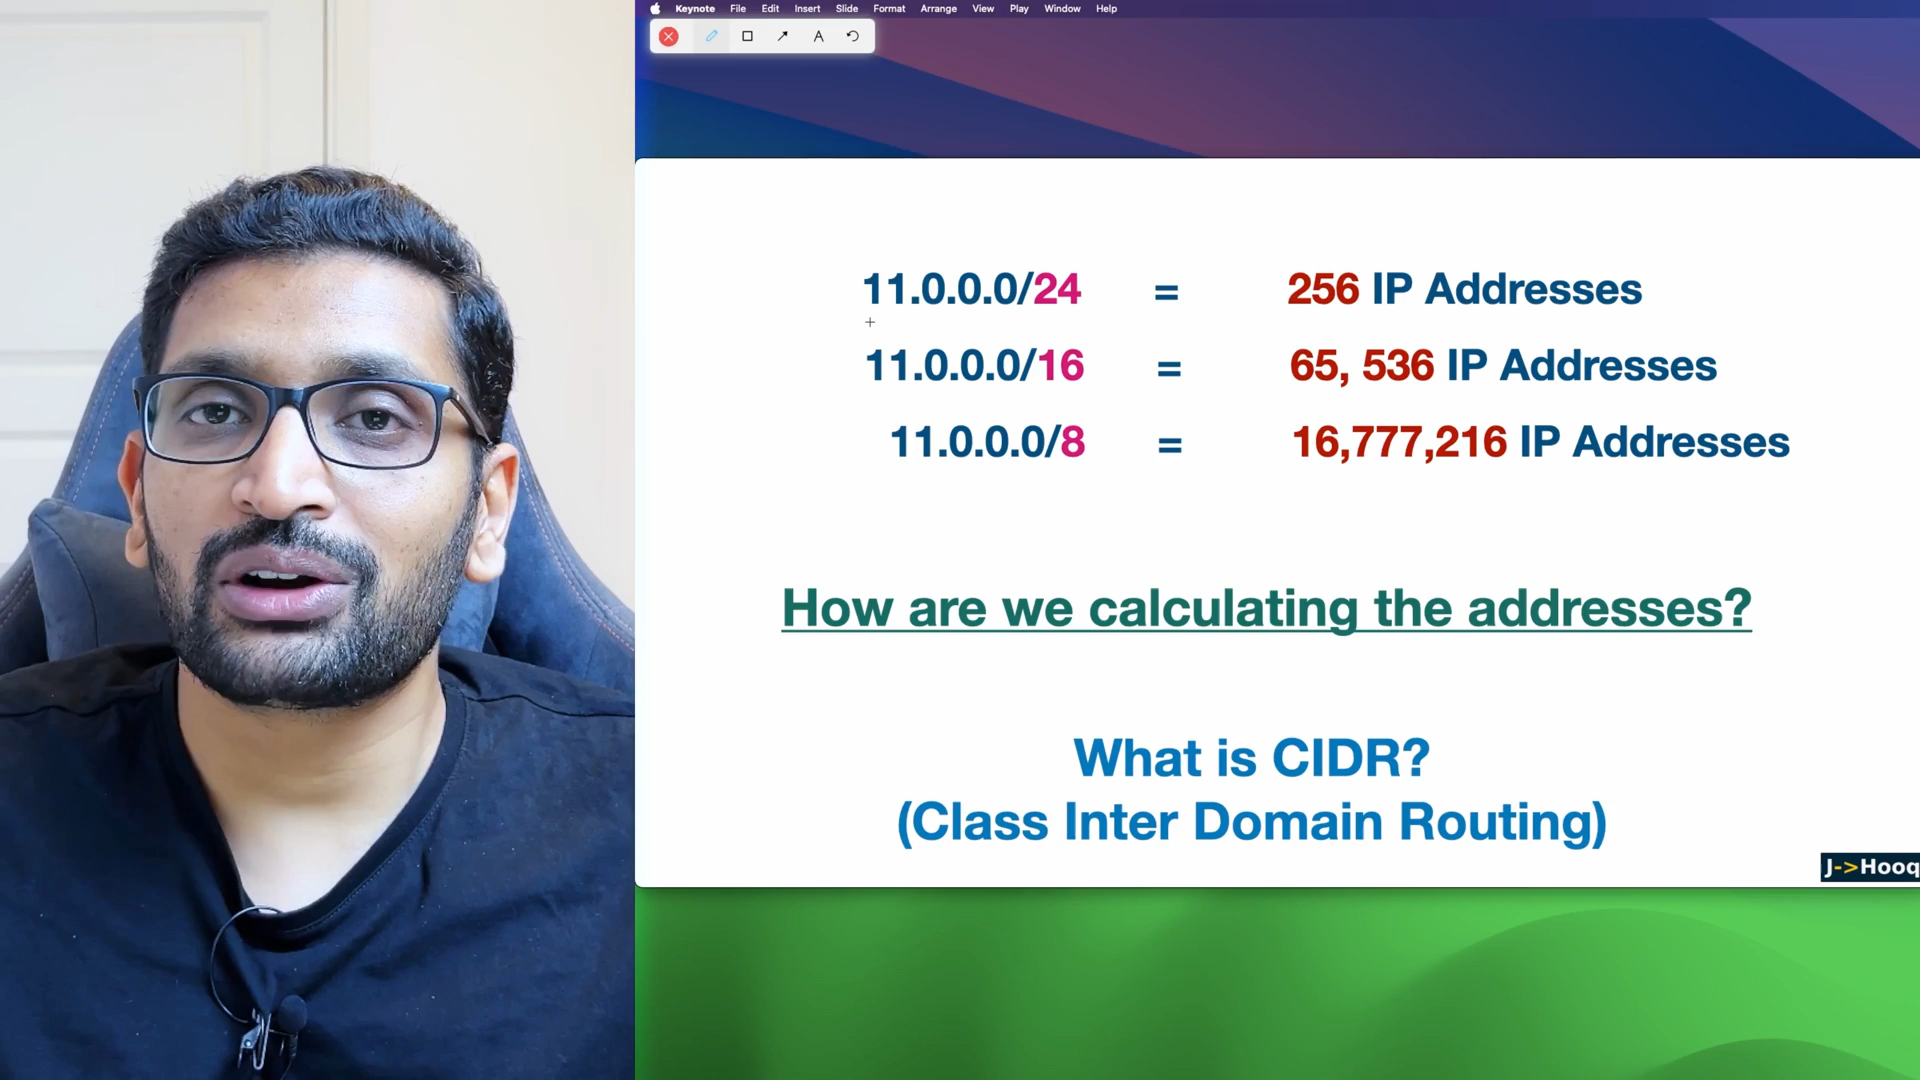 Keynote File Edit Insert Slide Format Arrange View Play Window Help
A
11.0.0.0/24 = 256 IP Addresses
11.0.0.0/16 = 65, 536 IP Addresses
11.0.0.0/8 = 16,777,216 IP Addresses
How are we calculating the addresses?
What is CIDR?
(Class Inter Domain Routing)
J->Hooq